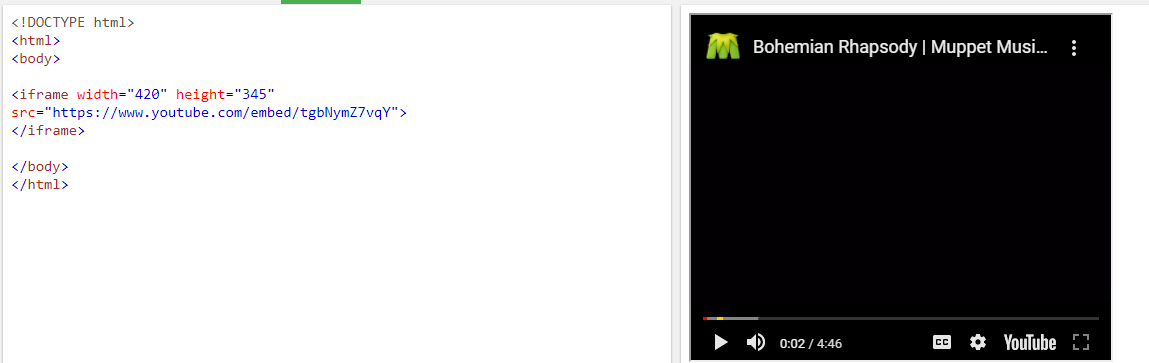 <!DOCTYPE html>
<html>
<body>
<iframe width="420" height="345"
src="https://www.youtube.com/embed/tgbNymZ7vqY">
</iframe>
</body>
</html>
Bohemian Rhapsody | Muppet Musi...
0:02 / 4:46
CC
YouTube